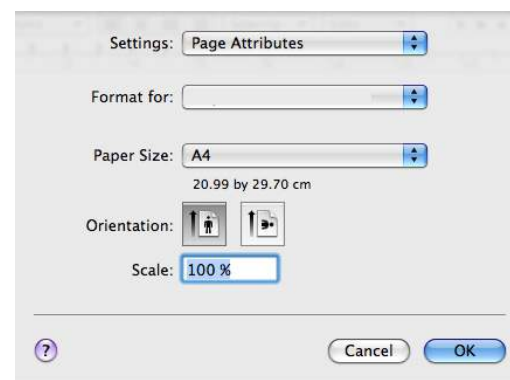 Settings: Page Attributes
Format for:
Paper Size: A4
20.99 by 29.70 cm
Orientation:
Scale: 100 %
? Cancel OK